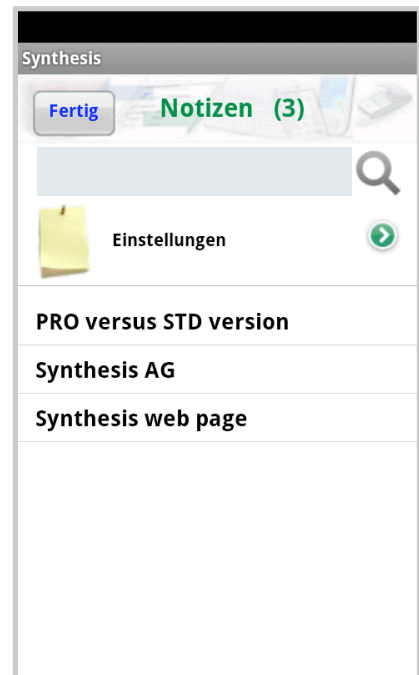 Synthesis
Fertig Notizen (3)
Einstellungen
PRO versus STD version
Synthesis AG
Synthesis web page